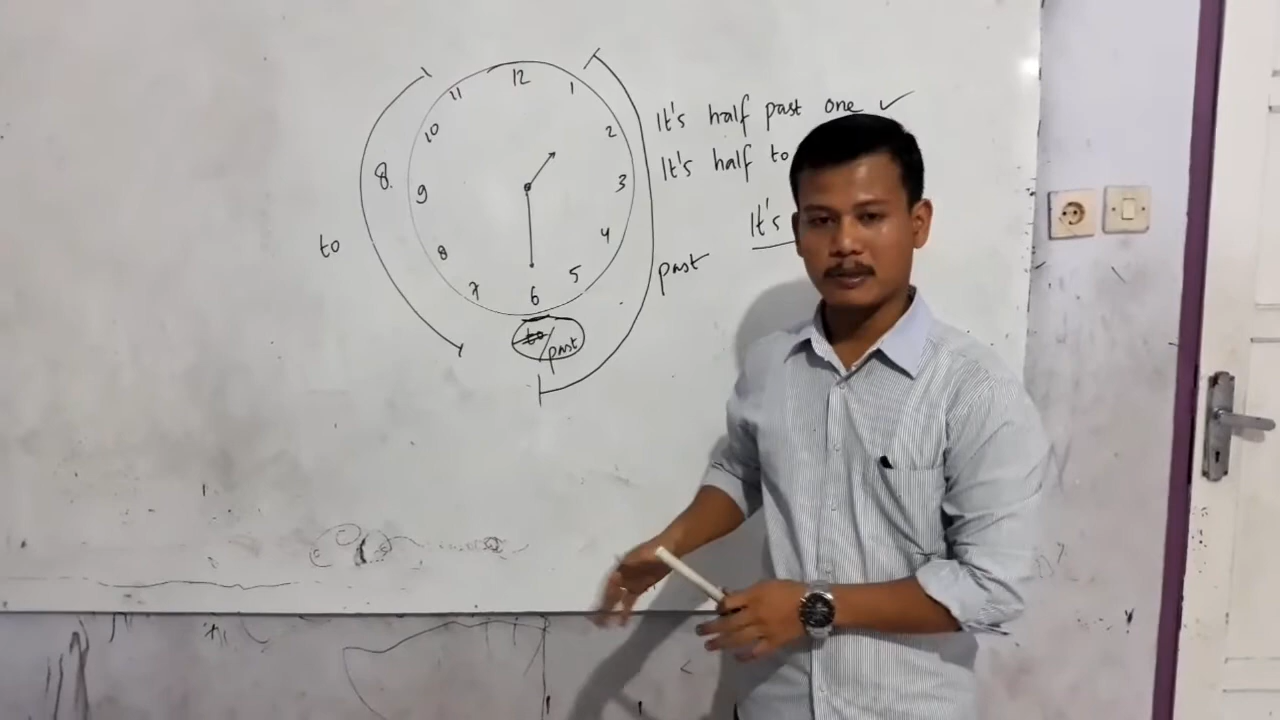 12
11
1
10
2
8.
9
3
8
4
7
5
6
to
past
to/past
It's half past one ✓
It's half to
It's